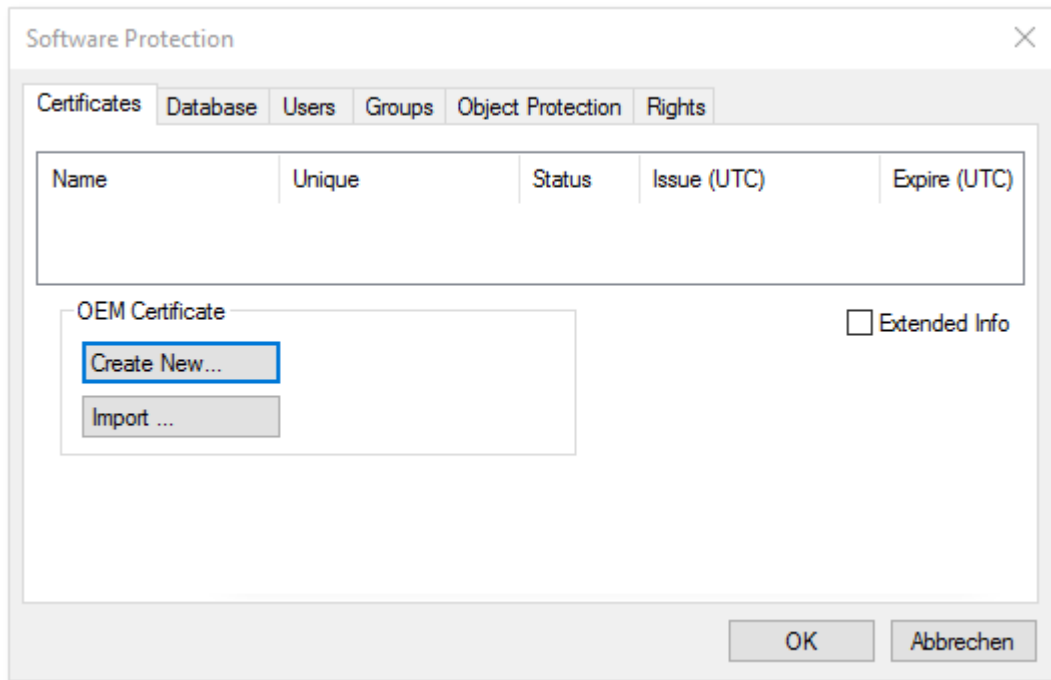 Software Protection
Certificates Database Users Groups Object Protection Rights
Name Unique Status Issue (UTC) Expire (UTC)
OEM Certificate
Extended Info
Create New...
Import ...
OK Abbrechen